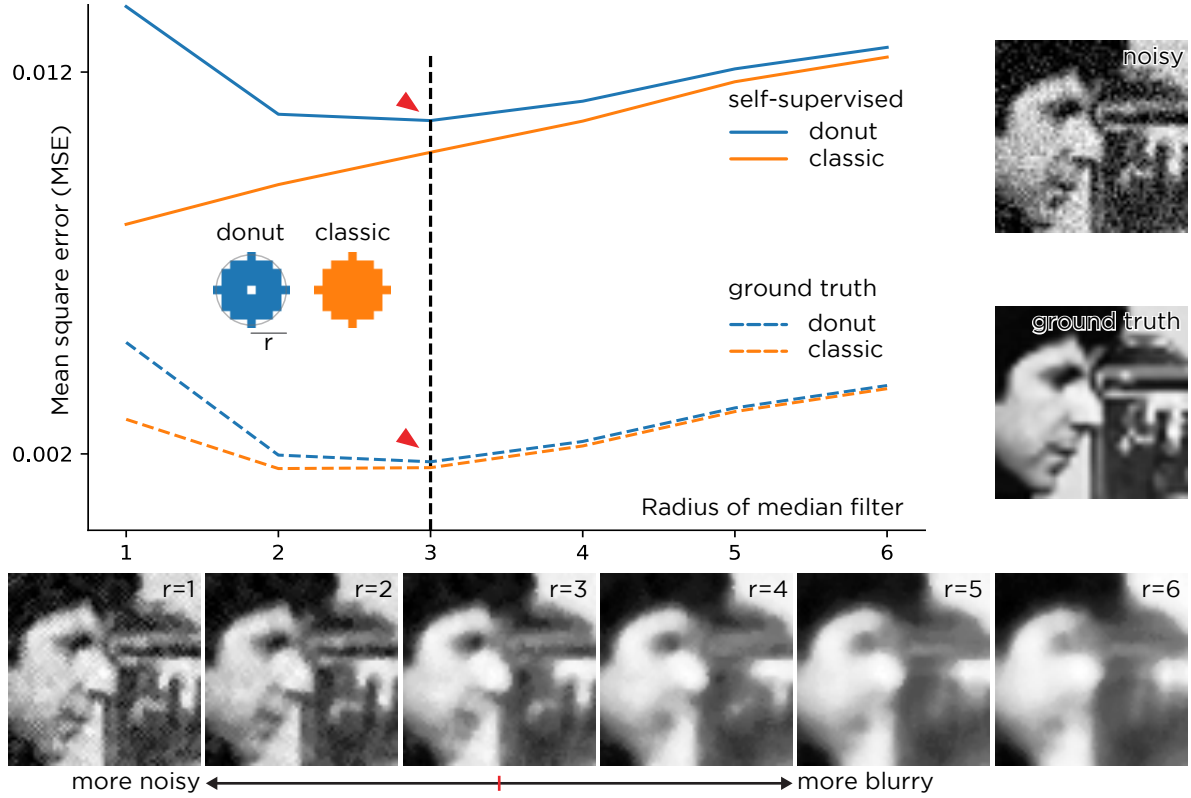 0.012
0.002
Mean square error (MSE)
self-supervised
donut
classic
donut
classic
r
ground truth
donut
classic
Radius of median filter
1 2 3 4 5 6
noisy
ground truth
r=1 r=2 r=3 r=4 r=5 r=6
more noisy
more blurry